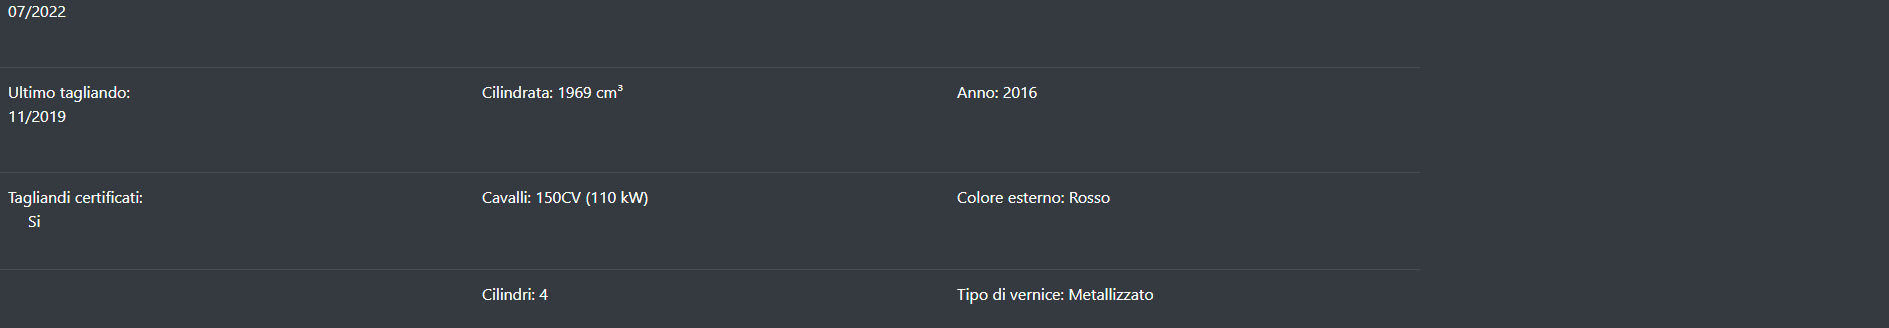 07/2022
Ultimo tagliando:
11/2019
Cilindrata: 1969 cm³
Anno: 2016
Tagliandi certificati:
Si
Cavalli: 150CV (110 kW)
Colore esterno: Rosso
Cilindri: 4
Tipo di vernice: Metallizzato